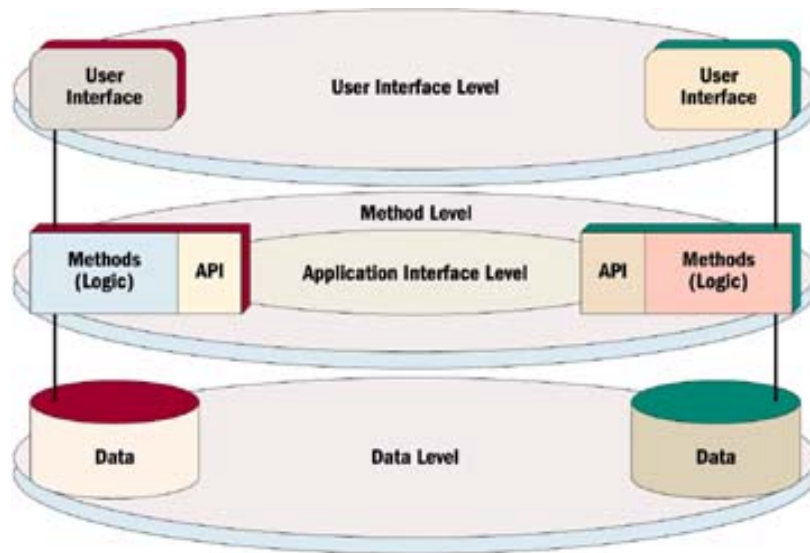 User
Interface
User Interface Level
User
Interface
Method Level
Methods
(Logic)
API
Application Interface Level
API
Methods
(Logic)
Data
Data Level
Data